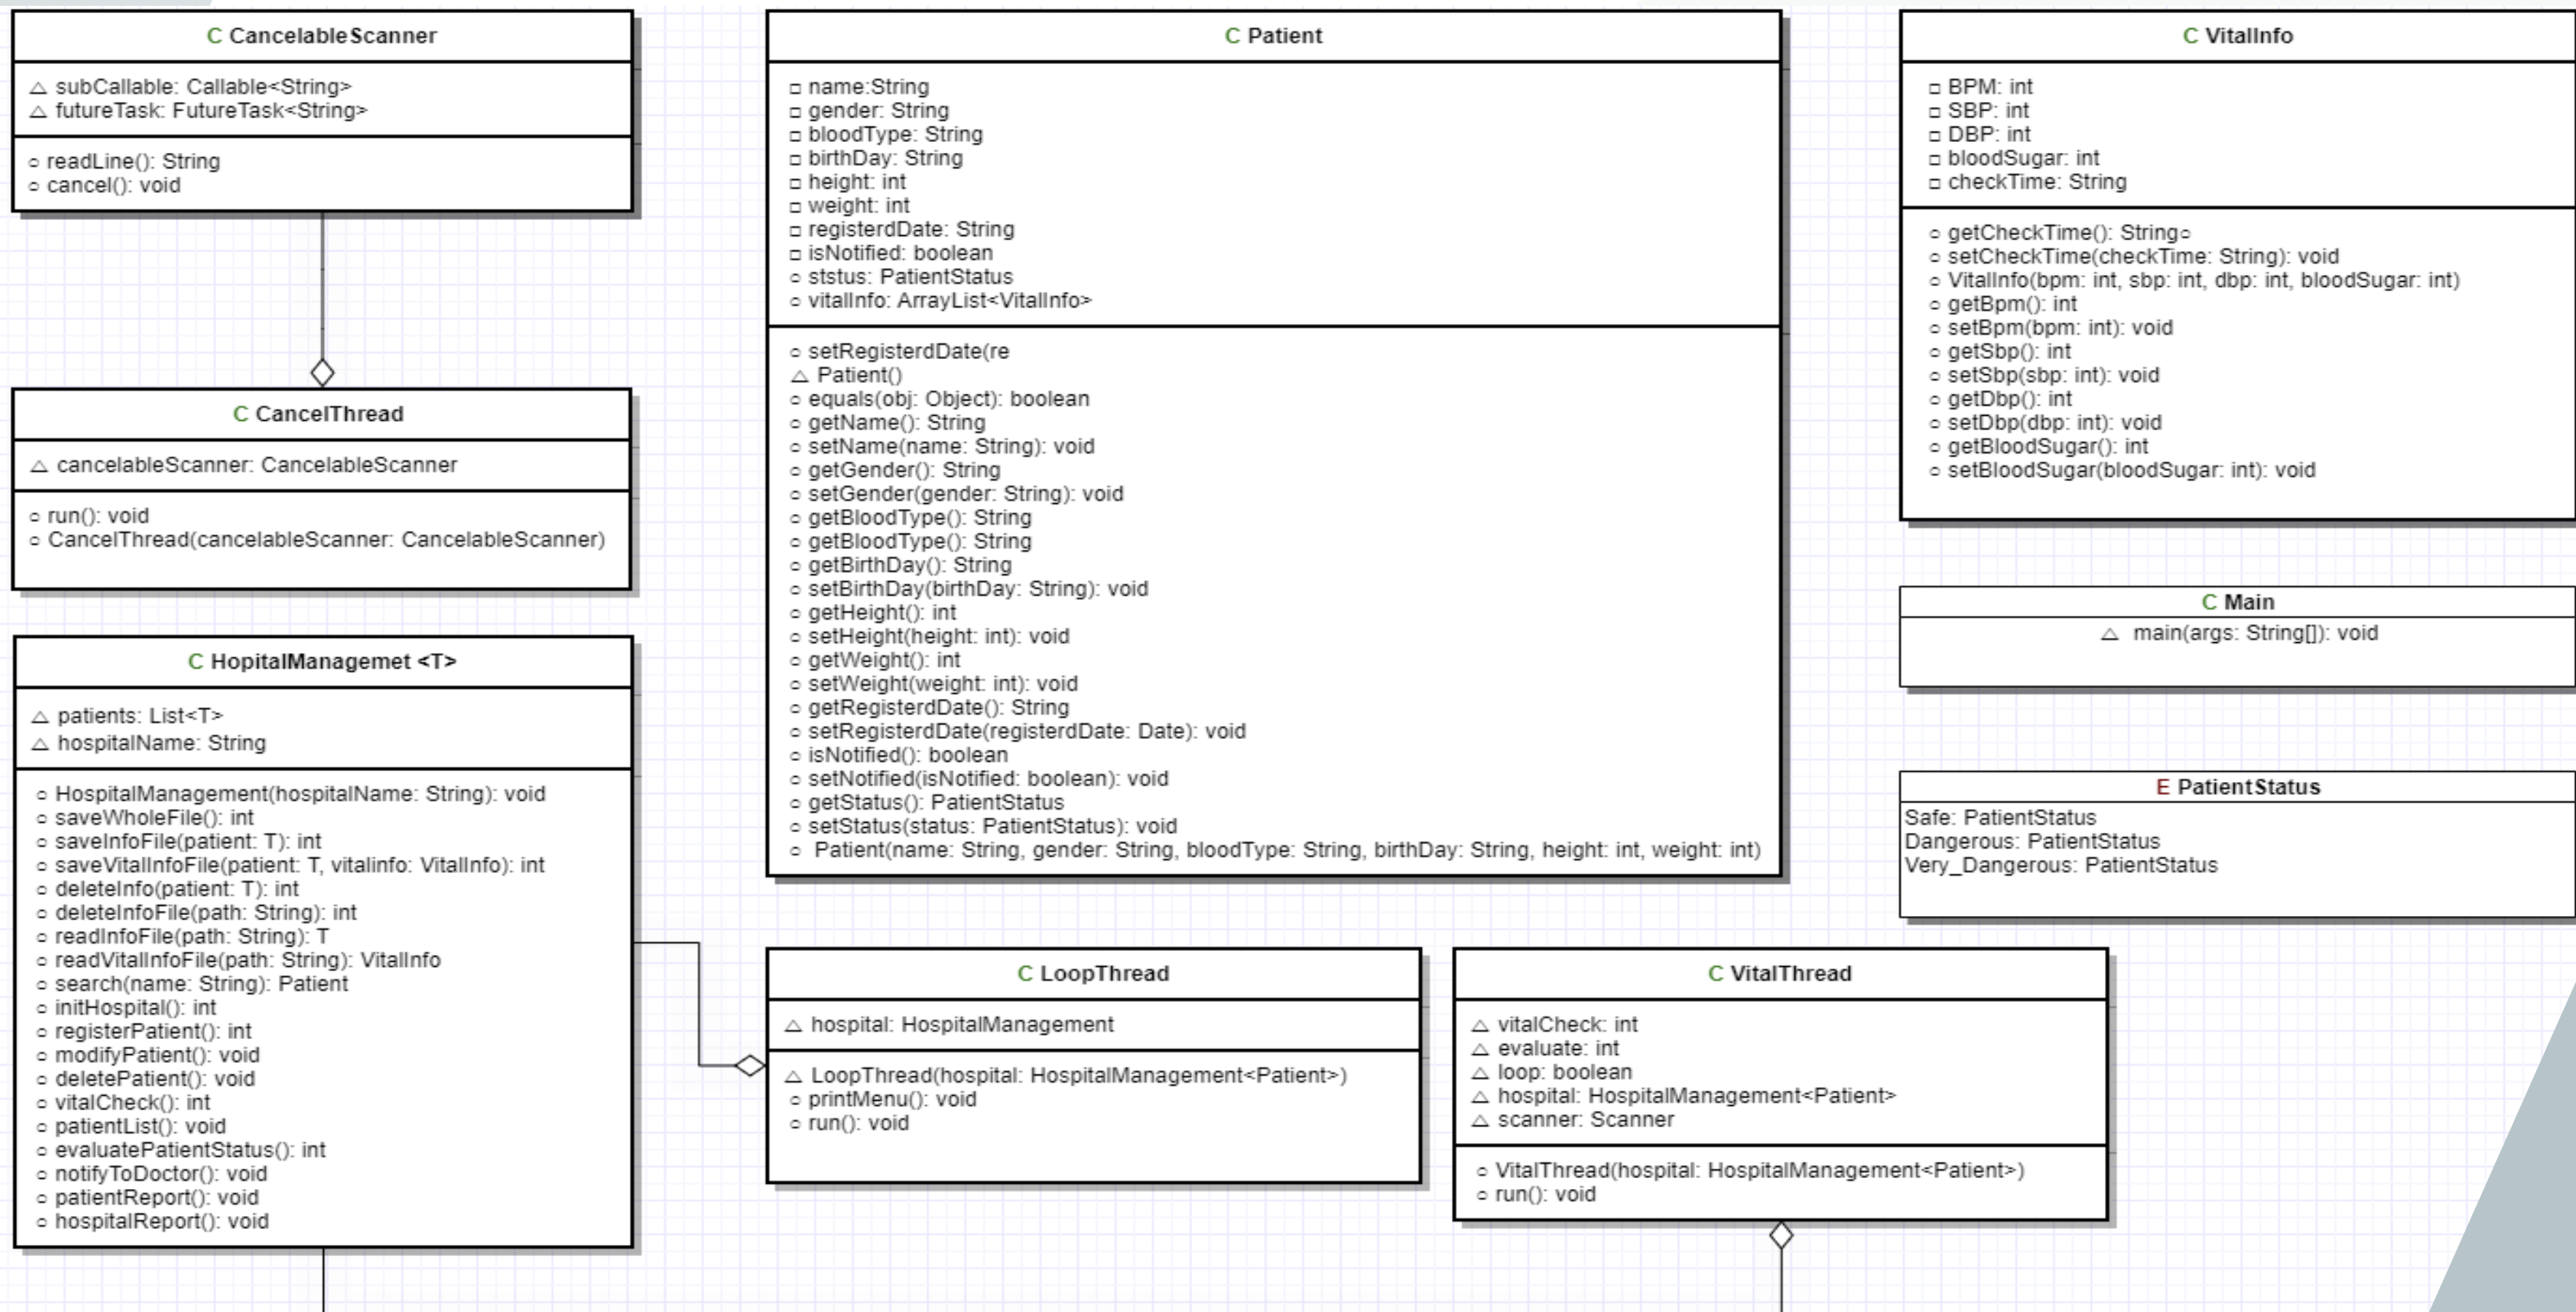 C CancelableScanner
△ subCallable: Callable<String>
△ futureTask: FutureTask<String>
○ readLine(): String
○ cancel(): void
C CancelThread
△ cancelableScanner: CancelableScanner
○ run(): void
○ CancelThread(cancelableScanner: CancelableScanner)
C HopitalManagemet <T>
△ patients: List<T>
△ hospitalName: String
○ HospitalManagement(hospitalName: String): void
○ saveWholeFile(): int
○ saveInfoFile(patient: T): int
○ saveVitalInfoFile(patient: T, vitalinfo: VitalInfo): int
○ deleteInfo(patient: T): int
○ deleteInfoFile(path: String): int
○ readInfoFile(path: String): T
○ readVitalInfoFile(path: String): VitalInfo
○ search(name: String): Patient
○ initHospital(): int
○ registerPatient(): int
○ modifyPatient(): void
○ deletePatient(): void
○ vitalCheck(): int
○ patientList(): void
○ evaluatePatientStatus(): int
○ notifyToDoctor(): void
○ patientReport(): void
○ hospitalReport(): void
C Patient
□ name:String
□ gender: String
□ bloodType: String
□ birthDay: String
□ height: int
□ weight: int
□ registerdDate: String
□ isNotified: boolean
○ ststus: PatientStatus
○ vitalInfo: ArrayList<VitalInfo>
○ setRegisterdDate(re
△ Patient()
○ equals(obj: Object): boolean
○ getName(): String
○ setName(name: String): void
○ getGender(): String
○ setGender(gender: String): void
○ getBloodType(): String
○ getBloodType(): String
○ getBirthDay(): String
○ setBirthDay(birthDay: String): void
○ getHeight(): int
○ setHeight(height: int): void
○ getWeight(): int
○ setWeight(weight: int): void
○ getRegisterdDate(): String
○ setRegisterdDate(registerdDate: Date): void
○ isNotified(): boolean
○ setNotified(isNotified: boolean): void
○ getStatus(): PatientStatus
○ setStatus(status: PatientStatus): void
○ Patient(name: String, gender: String, bloodType: String, birthDay: String, height: int, weight: int)
C LoopThread
△ hospital: HospitalManagement
△ LoopThread(hospital: HospitalManagement<Patient>)
○ printMenu(): void
○ run(): void
C VitalThread
△ vitalCheck: int
△ evaluate: int
△ loop: boolean
△ hospital: HospitalManagement<Patient>
△ scanner: Scanner
○ VitalThread(hospital: HospitalManagement<Patient>)
○ run(): void
C VitalInfo
□ BPM: int
□ SBP: int
□ DBP: int
□ bloodSugar: int
□ checkTime: String
○ getCheckTime(): String○
○ setCheckTime(checkTime: String): void
○ VitalInfo(bpm: int, sbp: int, dbp: int, bloodSugar: int)
○ getBpm(): int
○ setBpm(bpm: int): void
○ getSbp(): int
○ setSbp(sbp: int): void
○ getDbp(): int
○ setDbp(dbp: int): void
○ getBloodSugar(): int
○ setBloodSugar(bloodSugar: int): void
C Main
△ main(args: String[]): void
E PatientStatus
Safe: PatientStatus
Dangerous: PatientStatus
Very_Dangerous: PatientStatus